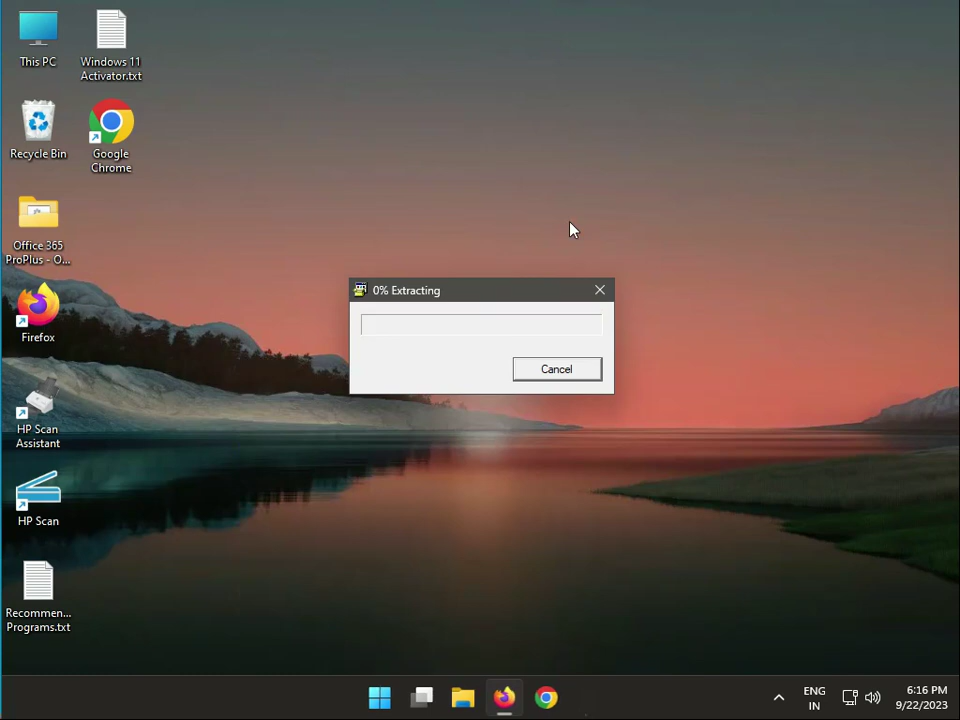 This PC
Windows 11
Activator.txt
Recycle Bin
Google
Chrome
Office 365
ProPlus - O...
0% Extracting
Cancel
Firefox
HP Scan
Assistant
HP Scan
Recommen...
Programs.txt
ENG
IN
6:16 PM
9/22/2023